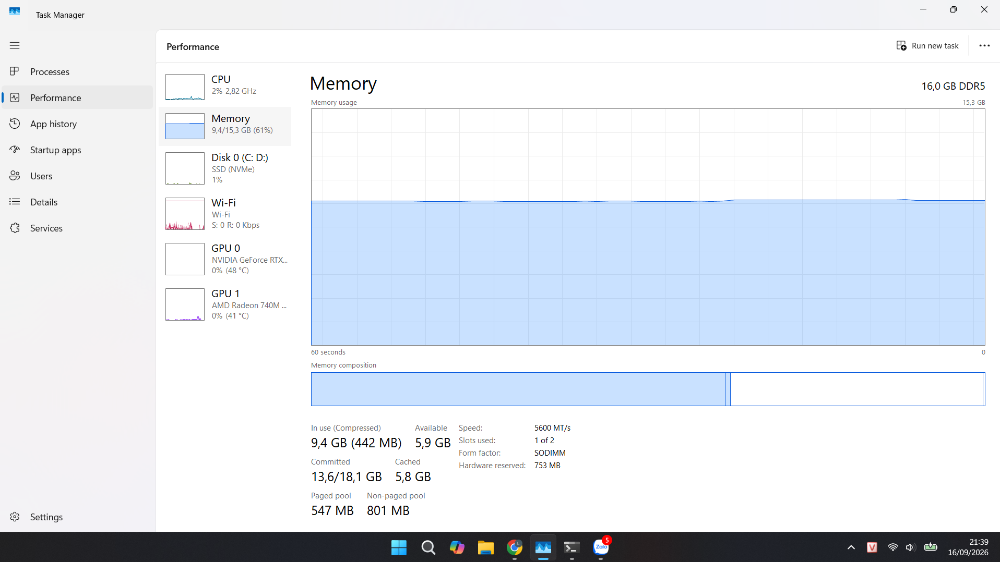 Task Manager
Processes
Performance
App history
Startup apps
Users
Details
Services
Settings
Performance
Run new task
CPU
2% 2,82 GHz
Memory
9,4/15,3 GB (61%)
Disk 0 (C: D:)
SSD (NVMe)
1%
Wi-Fi
Wi-Fi
S: 0 R: 0 Kbps
GPU 0
NVIDIA GeForce RTX...
0% (48 °C)
GPU 1
AMD Radeon 740M ...
0% (41 °C)
Memory
16,0 GB DDR5
Memory usage
15,3 GB
60 seconds
0
Memory composition
In use (Compressed)
9,4 GB (442 MB)
Available
5,9 GB
Committed
13,6/18,1 GB
Cached
5,8 GB
Paged pool
547 MB
Non-paged pool
801 MB
Speed: 5600 MT/s
Slots used: 1 of 2
Form factor: SODIMM
Hardware reserved: 753 MB
L
Zalo
5
V
21:39
16/09/2026